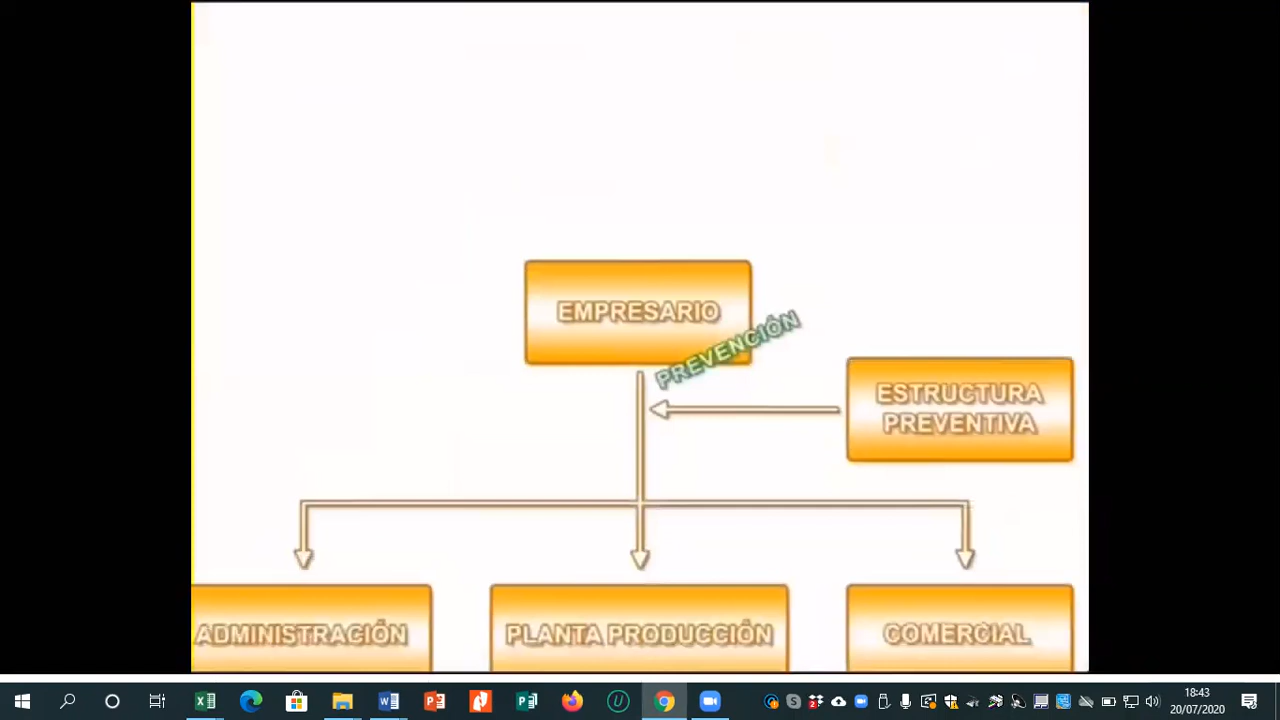 EMPRESARIO
PREVENCIÓN
ESTRUCTURA
PREVENTIVA
ADMINISTRACIÓN
PLANTA PRODUCCIÓN
COMERCIAL
18:43
20/07/2020